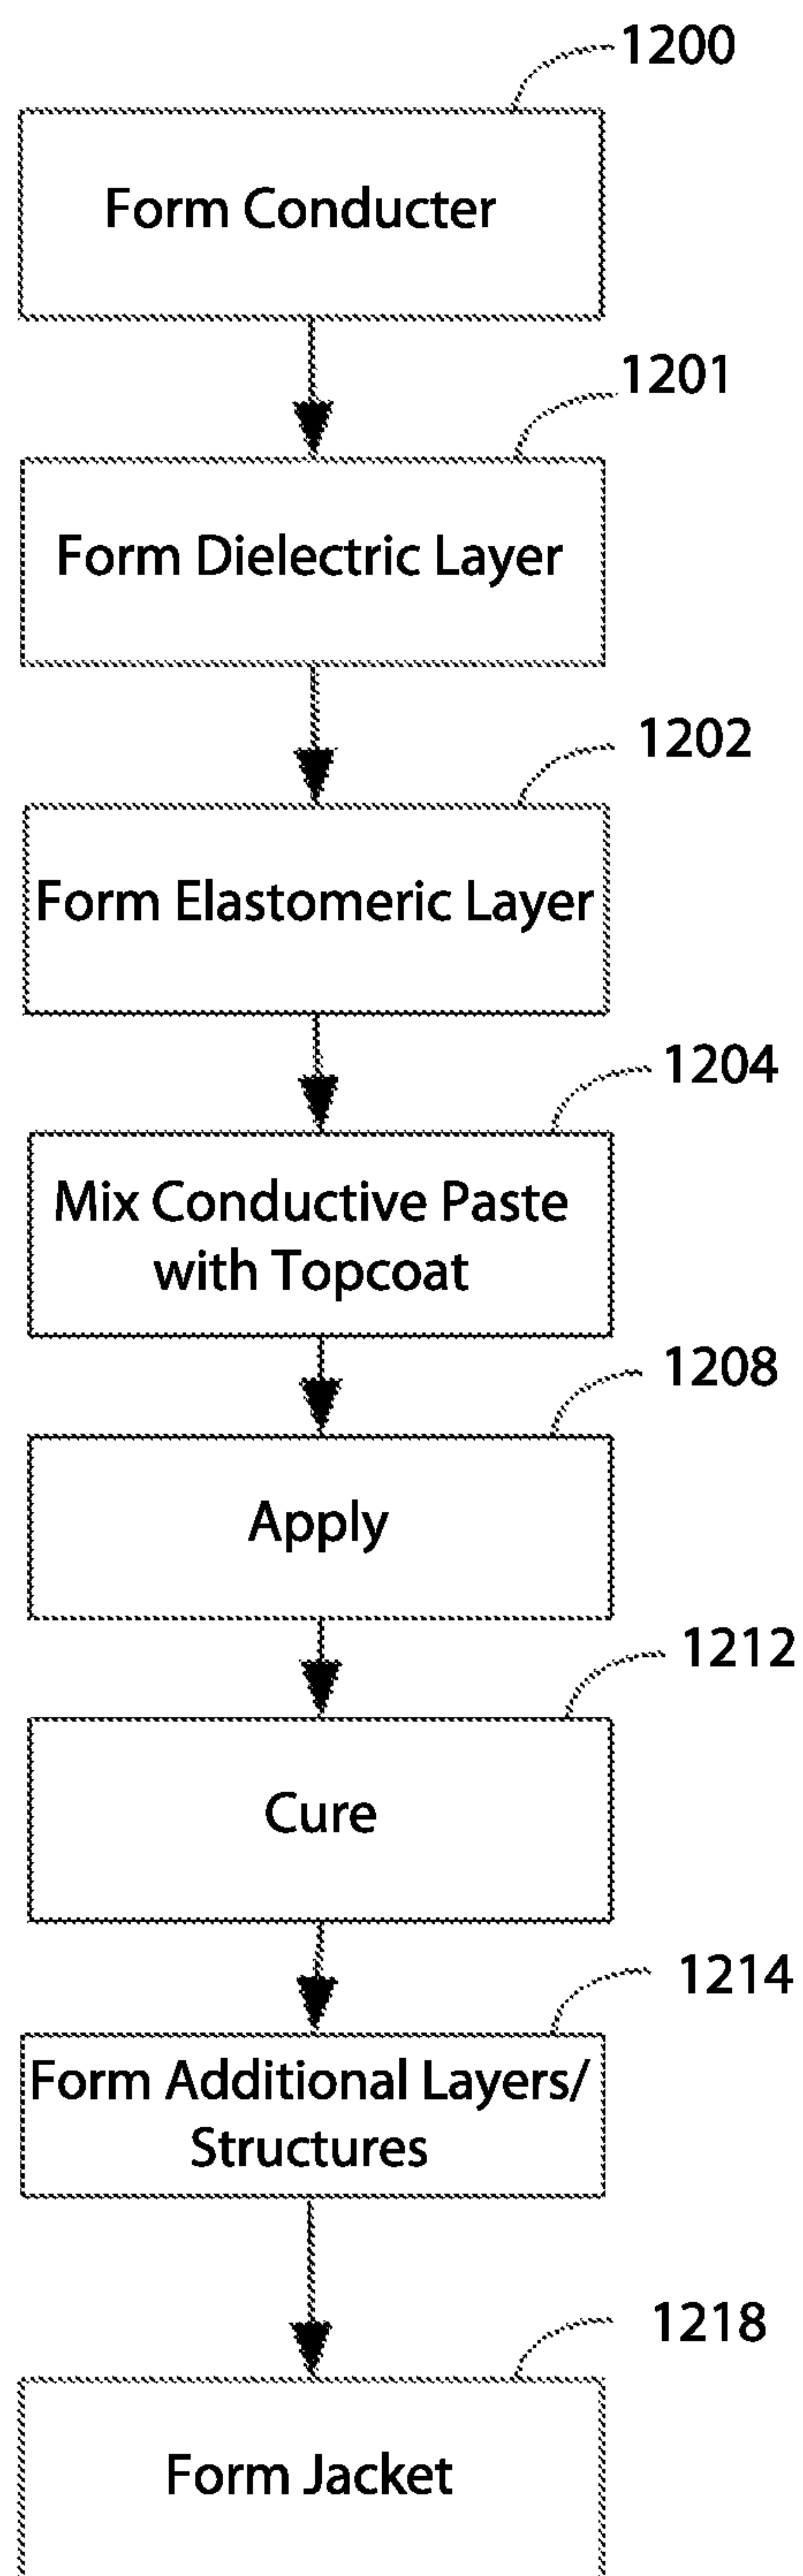 1200
Form Conducter
1201
Form Dielectric Layer
1202
Form Elastomeric Layer
1204
Mix Conductive Paste
with Topcoat
1208
Apply
1212
Cure
1214
Form Additional Layers/
Structures
1218
Form Jacket